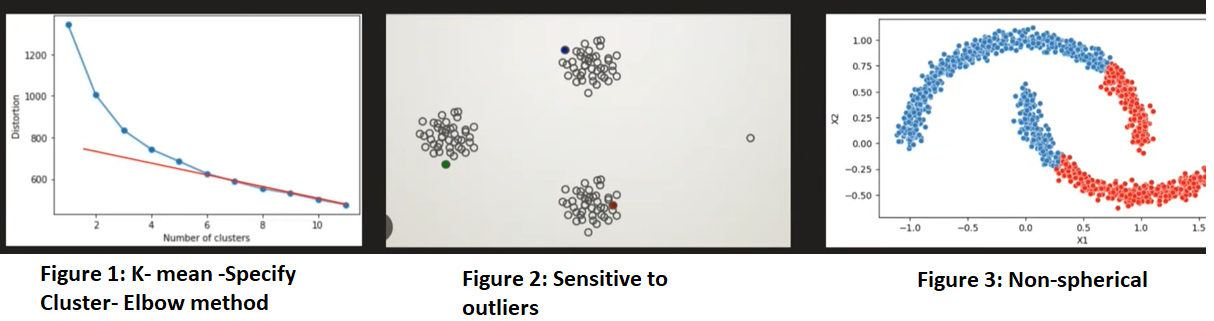 1200
1000
800
600
Distortion
2 4 6 8 10
Number of clusters
1.00
0.75
0.50
0.25
0.00
−0.25
−0.50
X2
−1.0 −0.5 0.0 0.5 1.0 1.5
X1
Figure 1: K- mean -Specify
Cluster- Elbow method
Figure 2: Sensitive to
outliers
Figure 3: Non-spherical